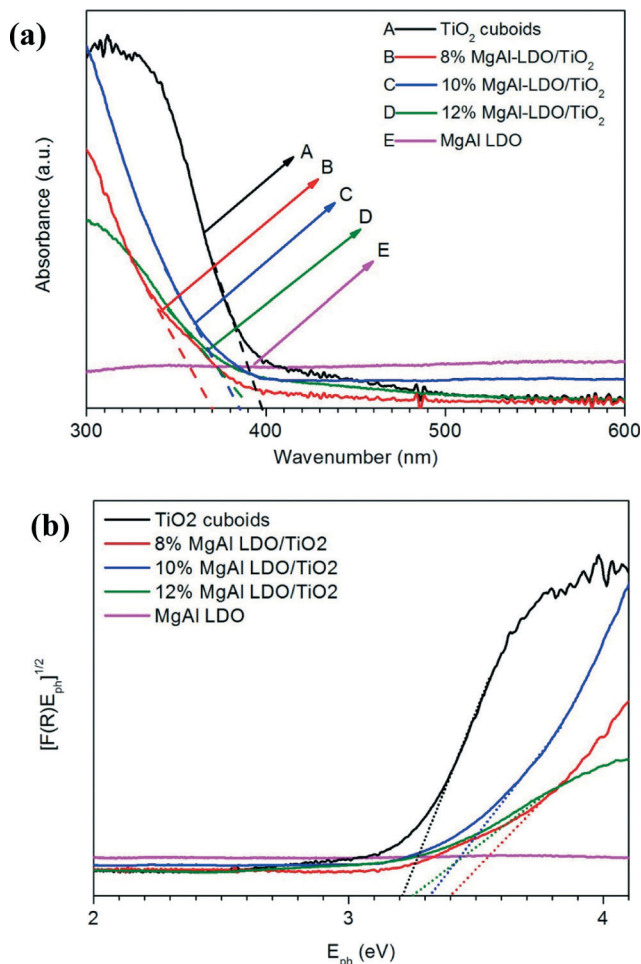 (a)
A TiO₂ cuboids
B 8% MgAl-LDO/TiO₂
C 10% MgAl-LDO/TiO₂
D 12% MgAl-LDO/TiO₂
E MgAl LDO
A
B
C
D
E
Absorbance (a.u.)
300 400 500 600
Wavenumber (nm)
(b)
TiO2 cuboids
8% MgAl LDO/TiO2
10% MgAl LDO/TiO2
12% MgAl LDO/TiO2
MgAl LDO
[F(R)E_ph]^1/2
2 3 4
E_ph (eV)